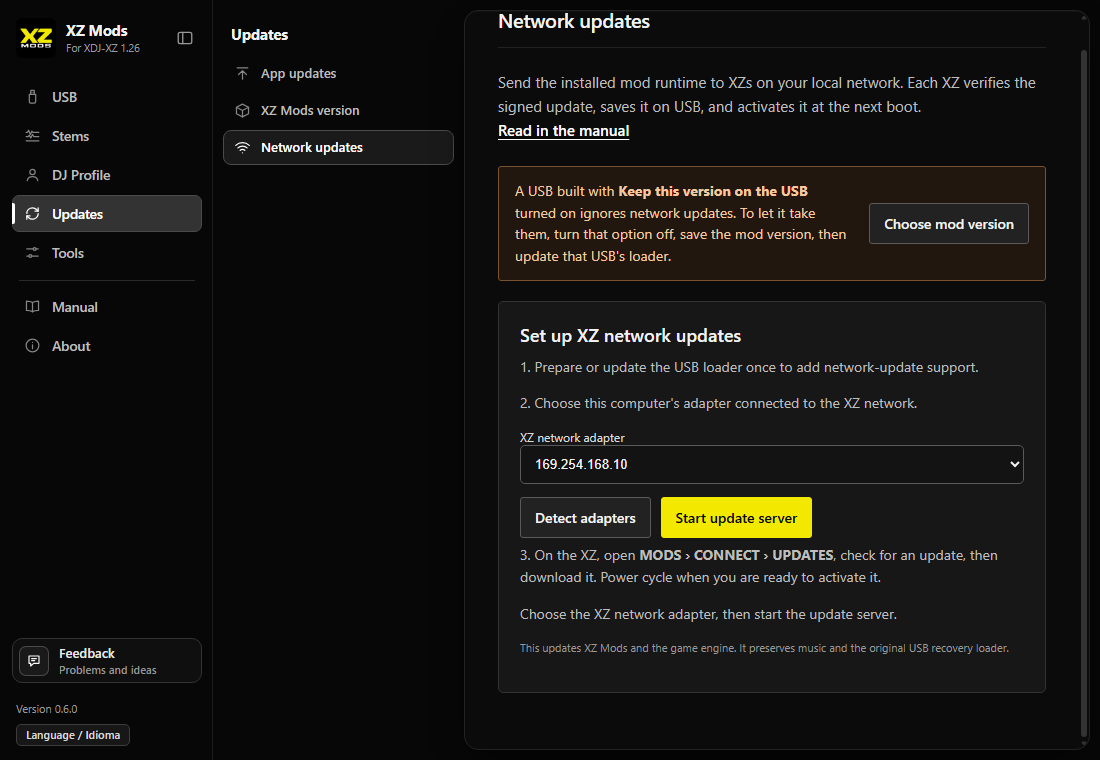 XZ
MODS
XZ Mods
For XDJ-XZ 1.26
USB
Stems
DJ Profile
Updates
Tools
Manual
About
Feedback
Problems and ideas
Version 0.6.0
Language / Idioma
Updates
App updates
XZ Mods version
Network updates
Network updates
Send the installed mod runtime to XZs on your local network. Each XZ verifies the
signed update, saves it on USB, and activates it at the next boot.
Read in the manual
A USB built with Keep this version on the USB
turned on ignores network updates. To let it take
them, turn that option off, save the mod version, then
update that USB's loader.
Choose mod version
Set up XZ network updates
1. Prepare or update the USB loader once to add network-update support.
2. Choose this computer's adapter connected to the XZ network.
XZ network adapter
169.254.168.10
Detect adapters
Start update server
3. On the XZ, open MODS › CONNECT › UPDATES, check for an update, then
download it. Power cycle when you are ready to activate it.
Choose the XZ network adapter, then start the update server.
This updates XZ Mods and the game engine. It preserves music and the original USB recovery loader.